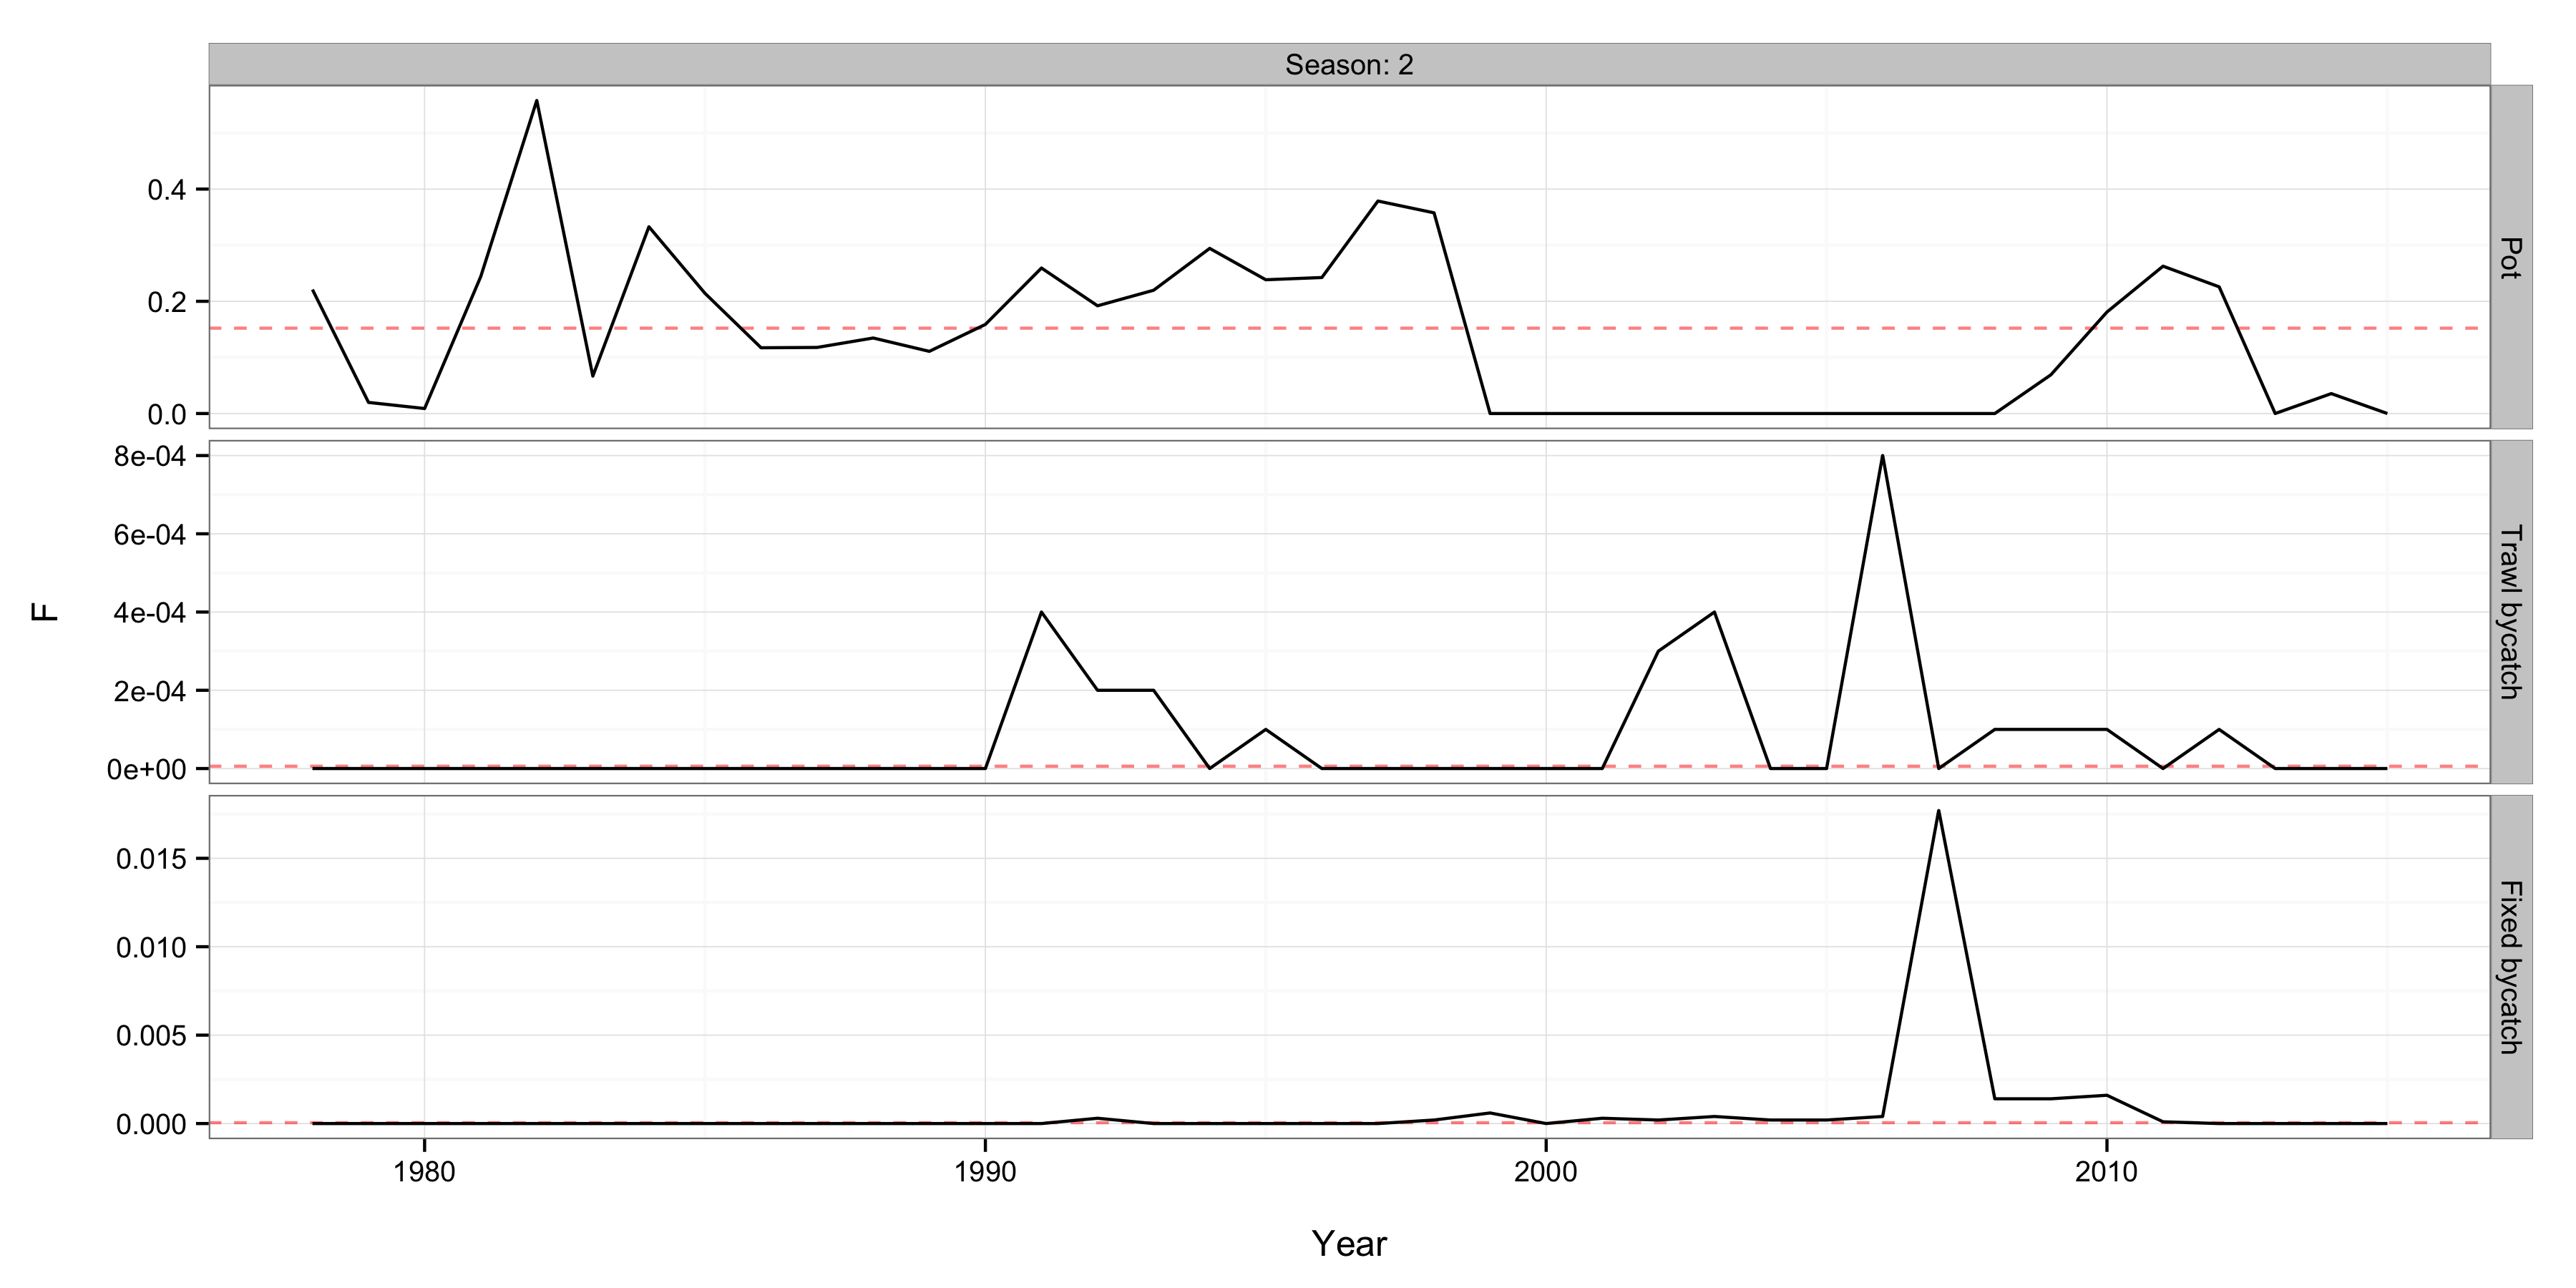 Season: 2
Pot
0.4
0.2
0.0
Trawl bycatch
8e-04
6e-04
4e-04
2e-04
0e+00
Fixed bycatch
0.015
0.010
0.005
0.000
F
1980 1990 2000 2010
Year